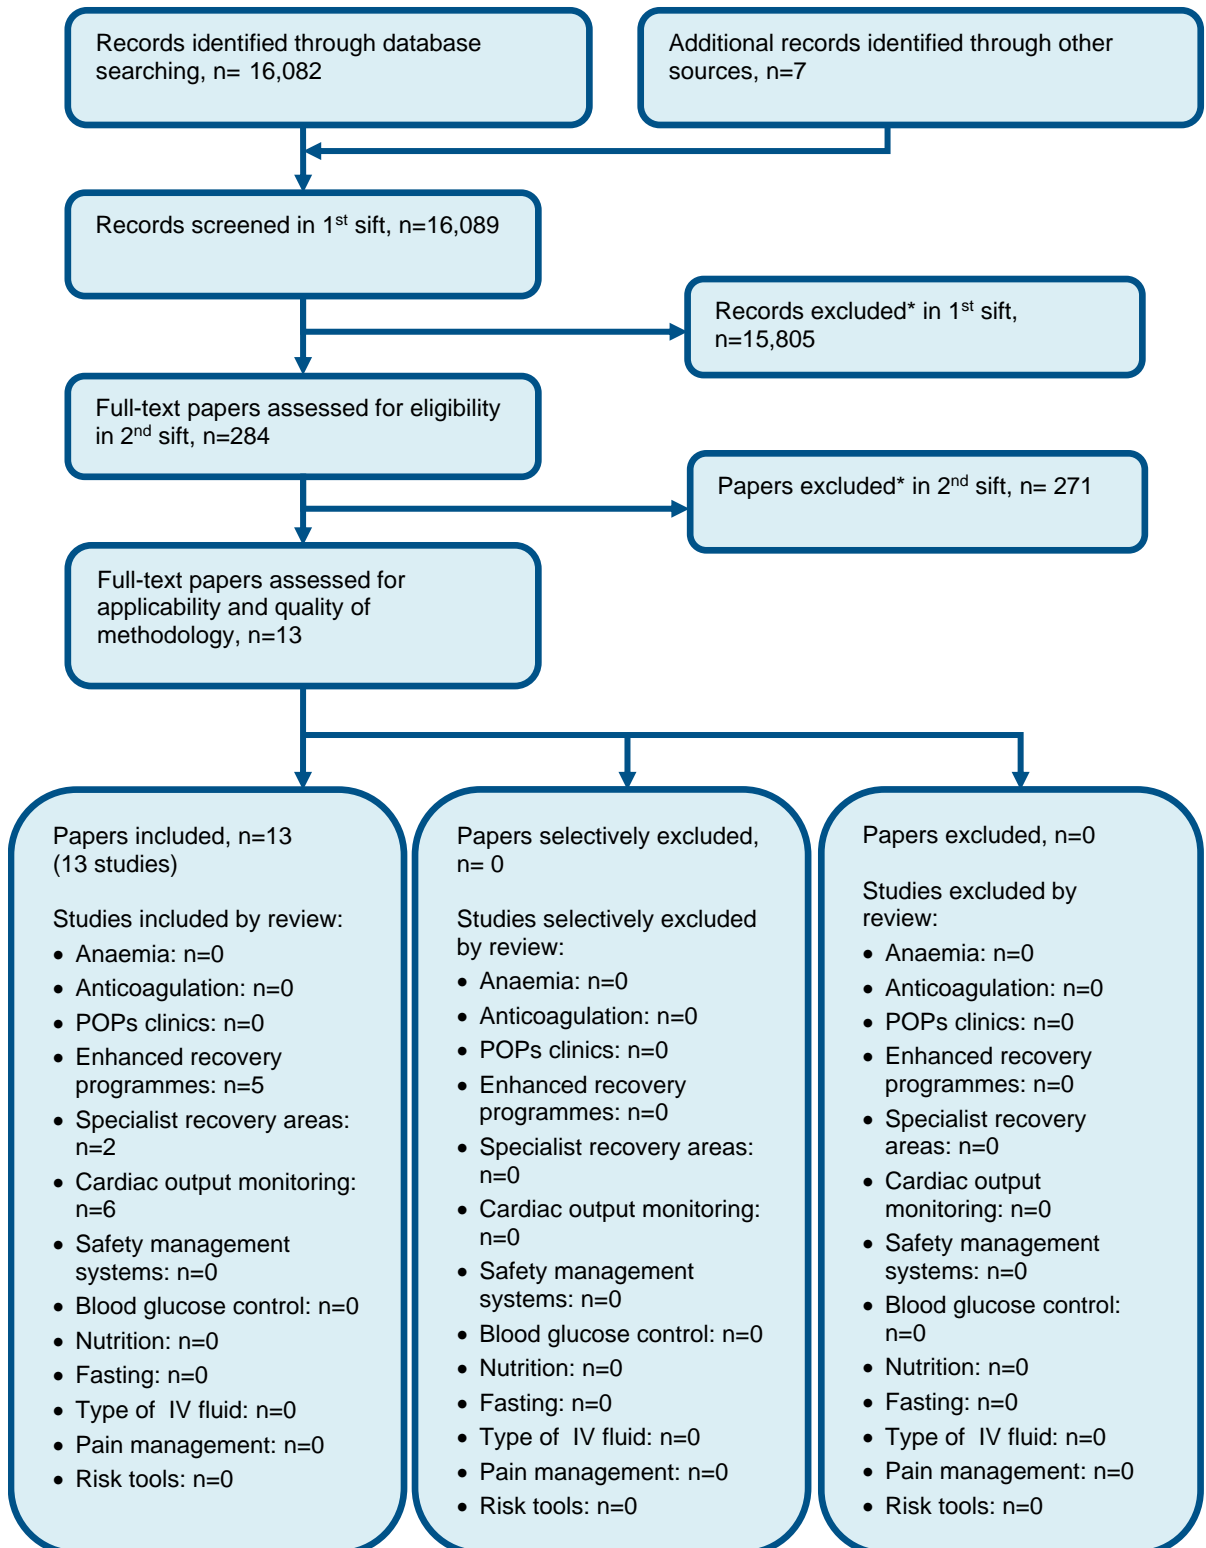 Records identified through database
searching, n= 16,082
Additional records identified through other
sources, n=7
Records screened in 1st sift, n=16,089
Records excluded* in 1st sift,
n=15,805
Full-text papers assessed for eligibility
in 2nd sift, n=284
Papers excluded* in 2nd sift, n= 271
Full-text papers assessed for
applicability and quality of
methodology, n=13
Papers included, n=13
(13 studies)
Studies included by review:
• Anaemia: n=0
• Anticoagulation: n=0
• POPs clinics: n=0
• Enhanced recovery
programmes: n=5
• Specialist recovery areas:
n=2
• Cardiac output monitoring:
n=6
• Safety management
systems: n=0
• Blood glucose control: n=0
• Nutrition: n=0
• Fasting: n=0
• Type of  IV fluid: n=0
• Pain management: n=0
• Risk tools: n=0
Papers selectively excluded,
n= 0
Studies selectively excluded
by review:
• Anaemia: n=0
• Anticoagulation: n=0
• POPs clinics: n=0
• Enhanced recovery
programmes: n=0
• Specialist recovery areas:
n=0
• Cardiac output monitoring:
n=0
• Safety management
systems: n=0
• Blood glucose control: n=0
• Nutrition: n=0
• Fasting: n=0
• Type of  IV fluid: n=0
• Pain management: n=0
• Risk tools: n=0
Papers excluded, n=0
Studies excluded by
review:
• Anaemia: n=0
• Anticoagulation: n=0
• POPs clinics: n=0
• Enhanced recovery
programmes: n=0
• Specialist recovery
areas: n=0
• Cardiac output
monitoring: n=0
• Safety management
systems: n=0
• Blood glucose control:
n=0
• Nutrition: n=0
• Fasting: n=0
• Type of  IV fluid: n=0
• Pain management: n=0
• Risk tools: n=0